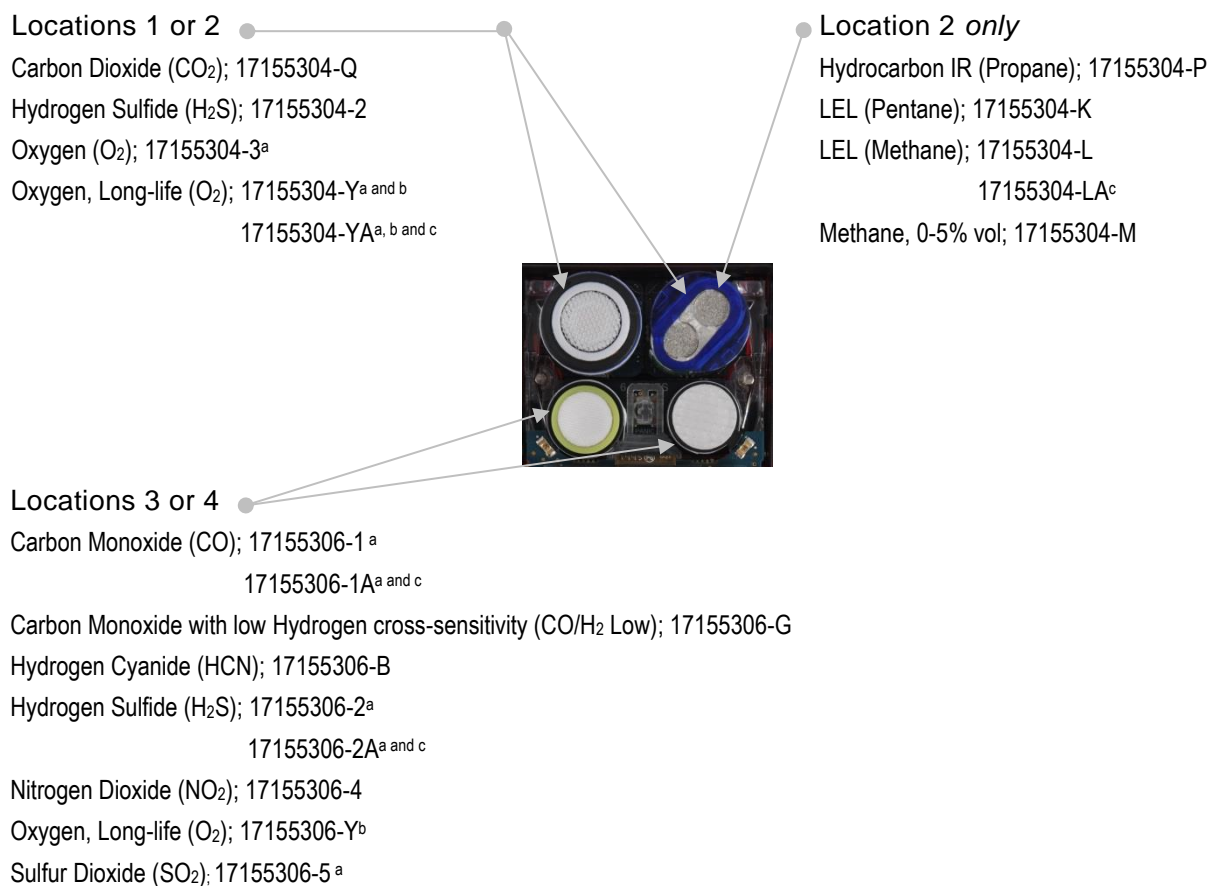 Locations 1 or 2
Carbon Dioxide (CO2); 17155304-Q
Hydrogen Sulfide (H2S); 17155304-2
Oxygen (O2); 17155304-3a
Oxygen, Long-life (O2); 17155304-Ya and b
17155304-YAa, b and c
Location 2 only
Hydrocarbon IR (Propane); 17155304-P
LEL (Pentane); 17155304-K
LEL (Methane); 17155304-L
17155304-LAc
Methane, 0-5% vol; 17155304-M
Locations 3 or 4
Carbon Monoxide (CO); 17155306-1 a
17155306-1Aa and c
Carbon Monoxide with low Hydrogen cross-sensitivity (CO/H2 Low); 17155306-G
Hydrogen Cyanide (HCN); 17155306-B
Hydrogen Sulfide (H2S); 17155306-2a
17155306-2Aa and c
Nitrogen Dioxide (NO2); 17155306-4
Oxygen, Long-life (O2); 17155306-Yb
Sulfur Dioxide (SO2); 17155306-5 a